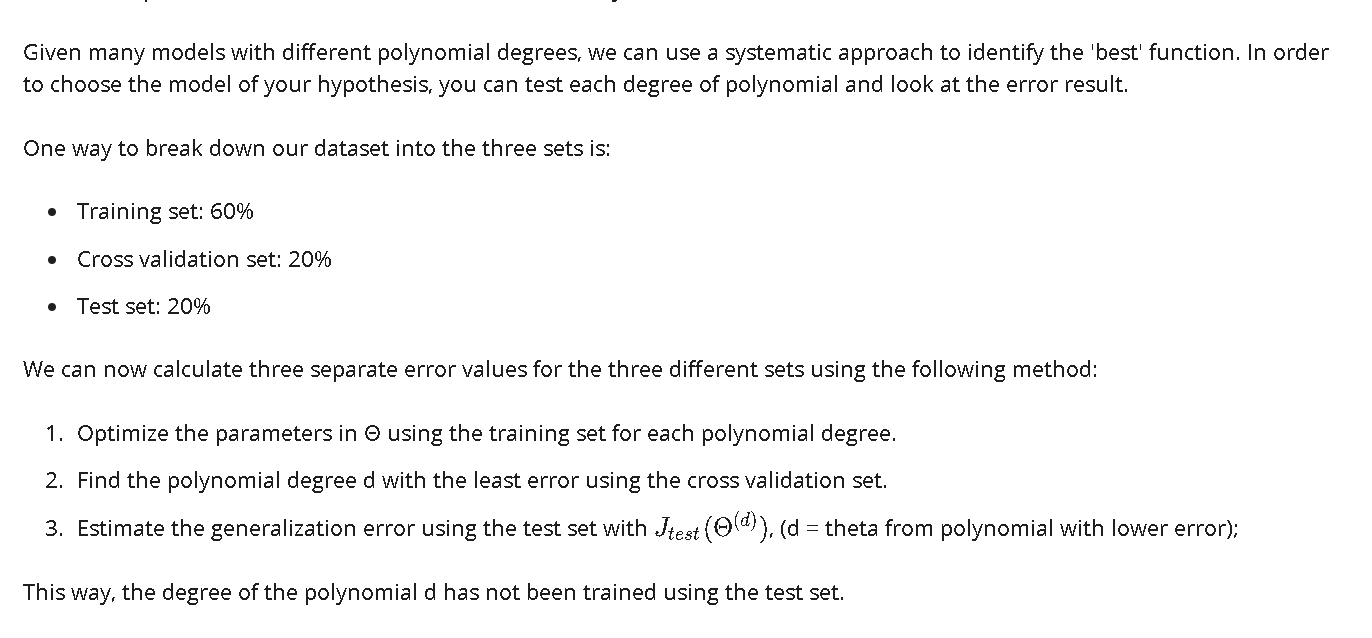 Given many models with different polynomial degrees, we can use a systematic approach to identify the 'best' function. In order
to choose the model of your hypothesis, you can test each degree of polynomial and look at the error result.
One way to break down our dataset into the three sets is:
• Training set: 60%
• Cross validation set: 20%
• Test set: 20%
We can now calculate three separate error values for the three different sets using the following method:
1. Optimize the parameters in Θ using the training set for each polynomial degree.
2. Find the polynomial degree d with the least error using the cross validation set.
3. Estimate the generalization error using the test set with J_{test}(Θ^{(d)}), (d = theta from polynomial with lower error);
This way, the degree of the polynomial d has not been trained using the test set.